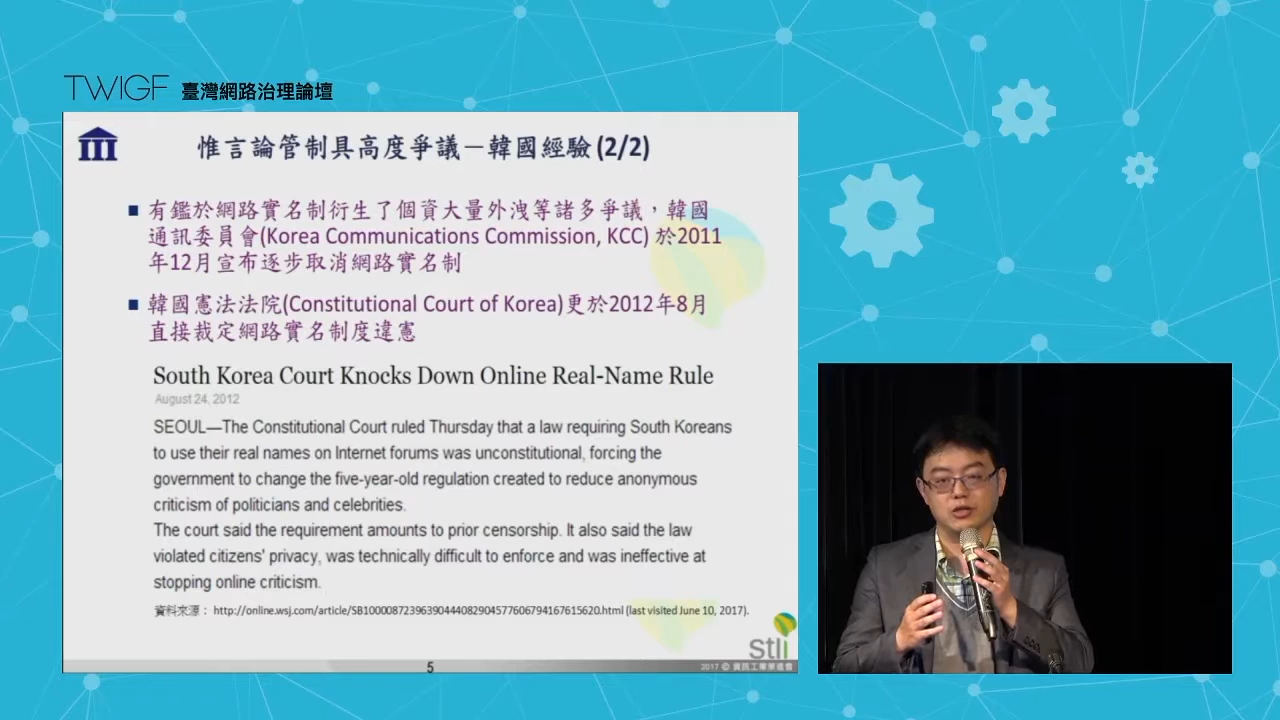 TWIGF 臺灣網路治理論壇
惟言論管制具高度爭議－韓國經驗(2/2)
■ 有鑑於網路實名制衍生了個資大量外洩等諸多爭議，韓國
通訊委員會(Korea Communications Commission, KCC) 於2011
年12月宣布逐步取消網路實名制
■ 韓國憲法法院(Constitutional Court of Korea)更於2012年8月
直接裁定網路實名制度違憲
South Korea Court Knocks Down Online Real-Name Rule
August 24, 2012
SEOUL—The Constitutional Court ruled Thursday that a law requiring South Koreans
to use their real names on Internet forums was unconstitutional, forcing the
government to change the five-year-old regulation created to reduce anonymous
criticism of politicians and celebrities.
The court said the requirement amounts to prior censorship. It also said the law
violated citizens' privacy, was technically difficult to enforce and was ineffective at
stopping online criticism.
資料來源： http://online.wsj.com/article/SB10000872396390444082904577606794167615620.html (last visited June 10, 2017).
stli
5
2017 © 資訊工業策進會